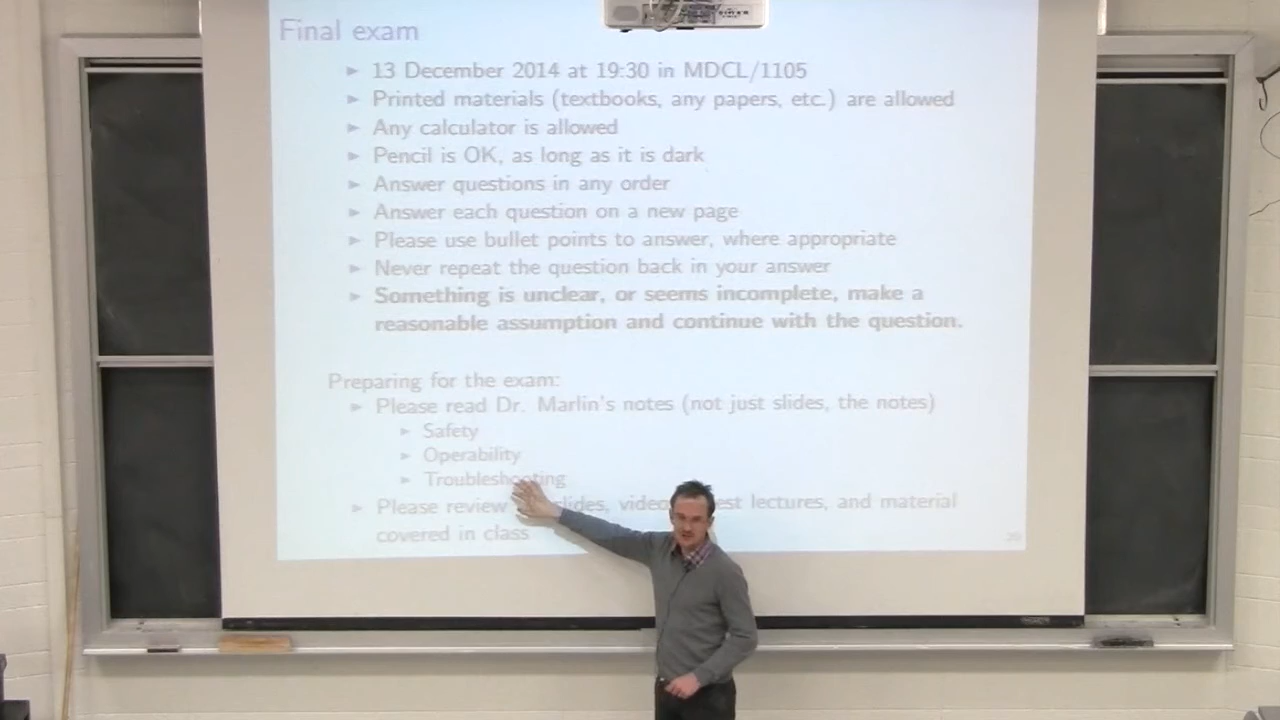 Final exam
► 13 December 2014 at 19:30 in MDCL/1105
► Printed materials (textbooks, any papers, etc.) are allowed
► Any calculator is allowed
► Pencil is OK, as long as it is dark
► Answer questions in any order
► Answer each question on a new page
► Please use bullet points to answer, where appropriate
► Never repeat the question back in your answer
► Something is unclear, or seems incomplete, make a
reasonable assumption and continue with the question.
Preparing for the exam:
► Please read Dr. Marlin's notes (not just slides, the notes)
► Safety
► Operability
► Troubleshooting
► Please review slides, lectures, and material
covered in class